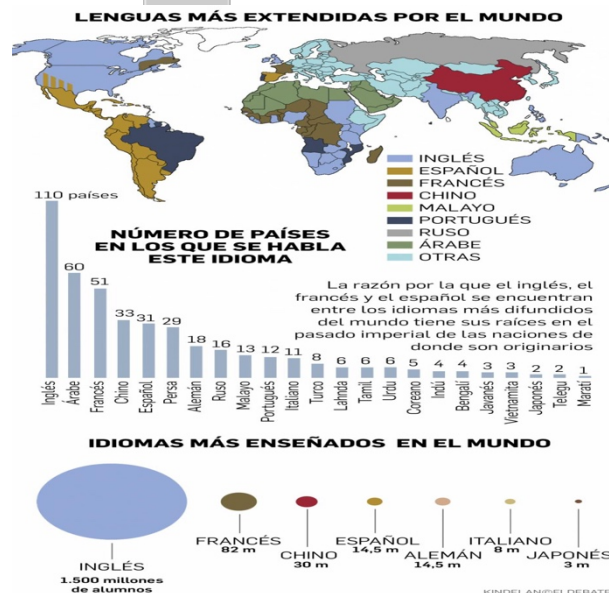 LENGUAS MÁS EXTENDIDAS POR EL MUNDO
INGLÉS
ESPAÑOL
FRANCÉS
CHINO
MALAYO
PORTUGUÉS
RUSO
ÁRABE
OTRAS
110 países
NÚMERO DE PAÍSES
EN LOS QUE SE HABLA
ESTE IDIOMA
La razón por la que el inglés, el
francés y el español se encuentran
entre los idiomas más difundidos
del mundo tiene sus raíces en el
pasado imperial de las naciones de
donde son originarios
60
51
33
31
29
18
16
13
12
11
8
6
6
6
5
4
4
3
3
2
2
1
Inglés
Árabe
Francés
Chino
Español
Persa
Alemán
Ruso
Malayo
Portugués
Italiano
Turco
Lahnda
Tamil
Urdu
Coreano
Indú
Bengalí
Javanés
Vietnamita
Japonés
Telegu
Maratí
IDIOMAS MÁS ENSEÑADOS EN EL MUNDO
INGLÉS
1.500 millones
de alumnos
FRANCÉS
82 m
CHINO
30 m
ESPAÑOL
14,5 m
ALEMÁN
14,5 m
ITALIANO
8 m
JAPONÉS
3 m